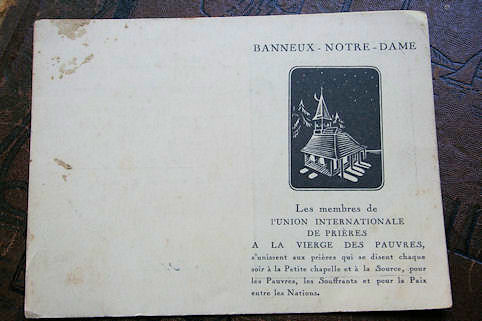 BANNEUX - NOTRE - DAME
Les membres de
l'UNION INTERNATIONALE
DE PRIÈRES
A LA VIERGE DES PAUVRES,
s'unissent aux prières qui se disent chaque
soir à la Petite chapelle et à la Source, pour
les Pauvres, les Souffrants et pour la Paix
entre les Nations.